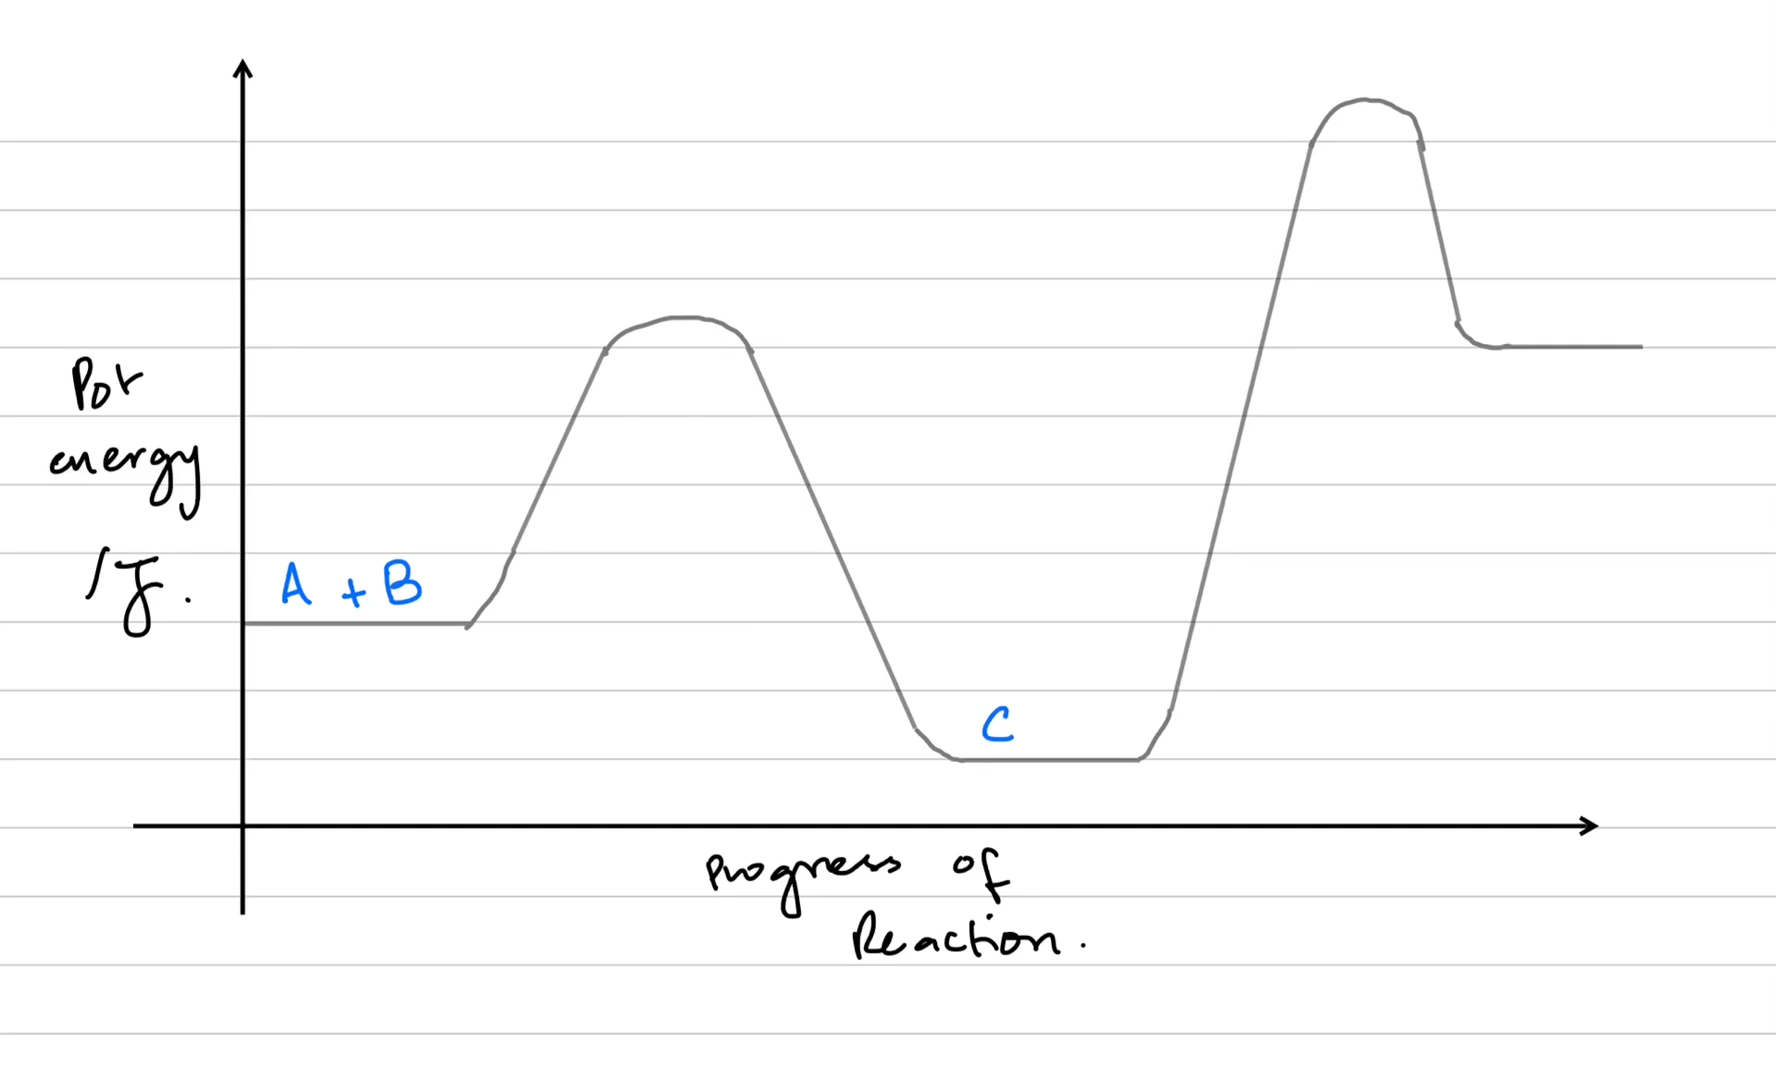 Pot
energy
/J.
A + B
C
Progress of
Reaction.